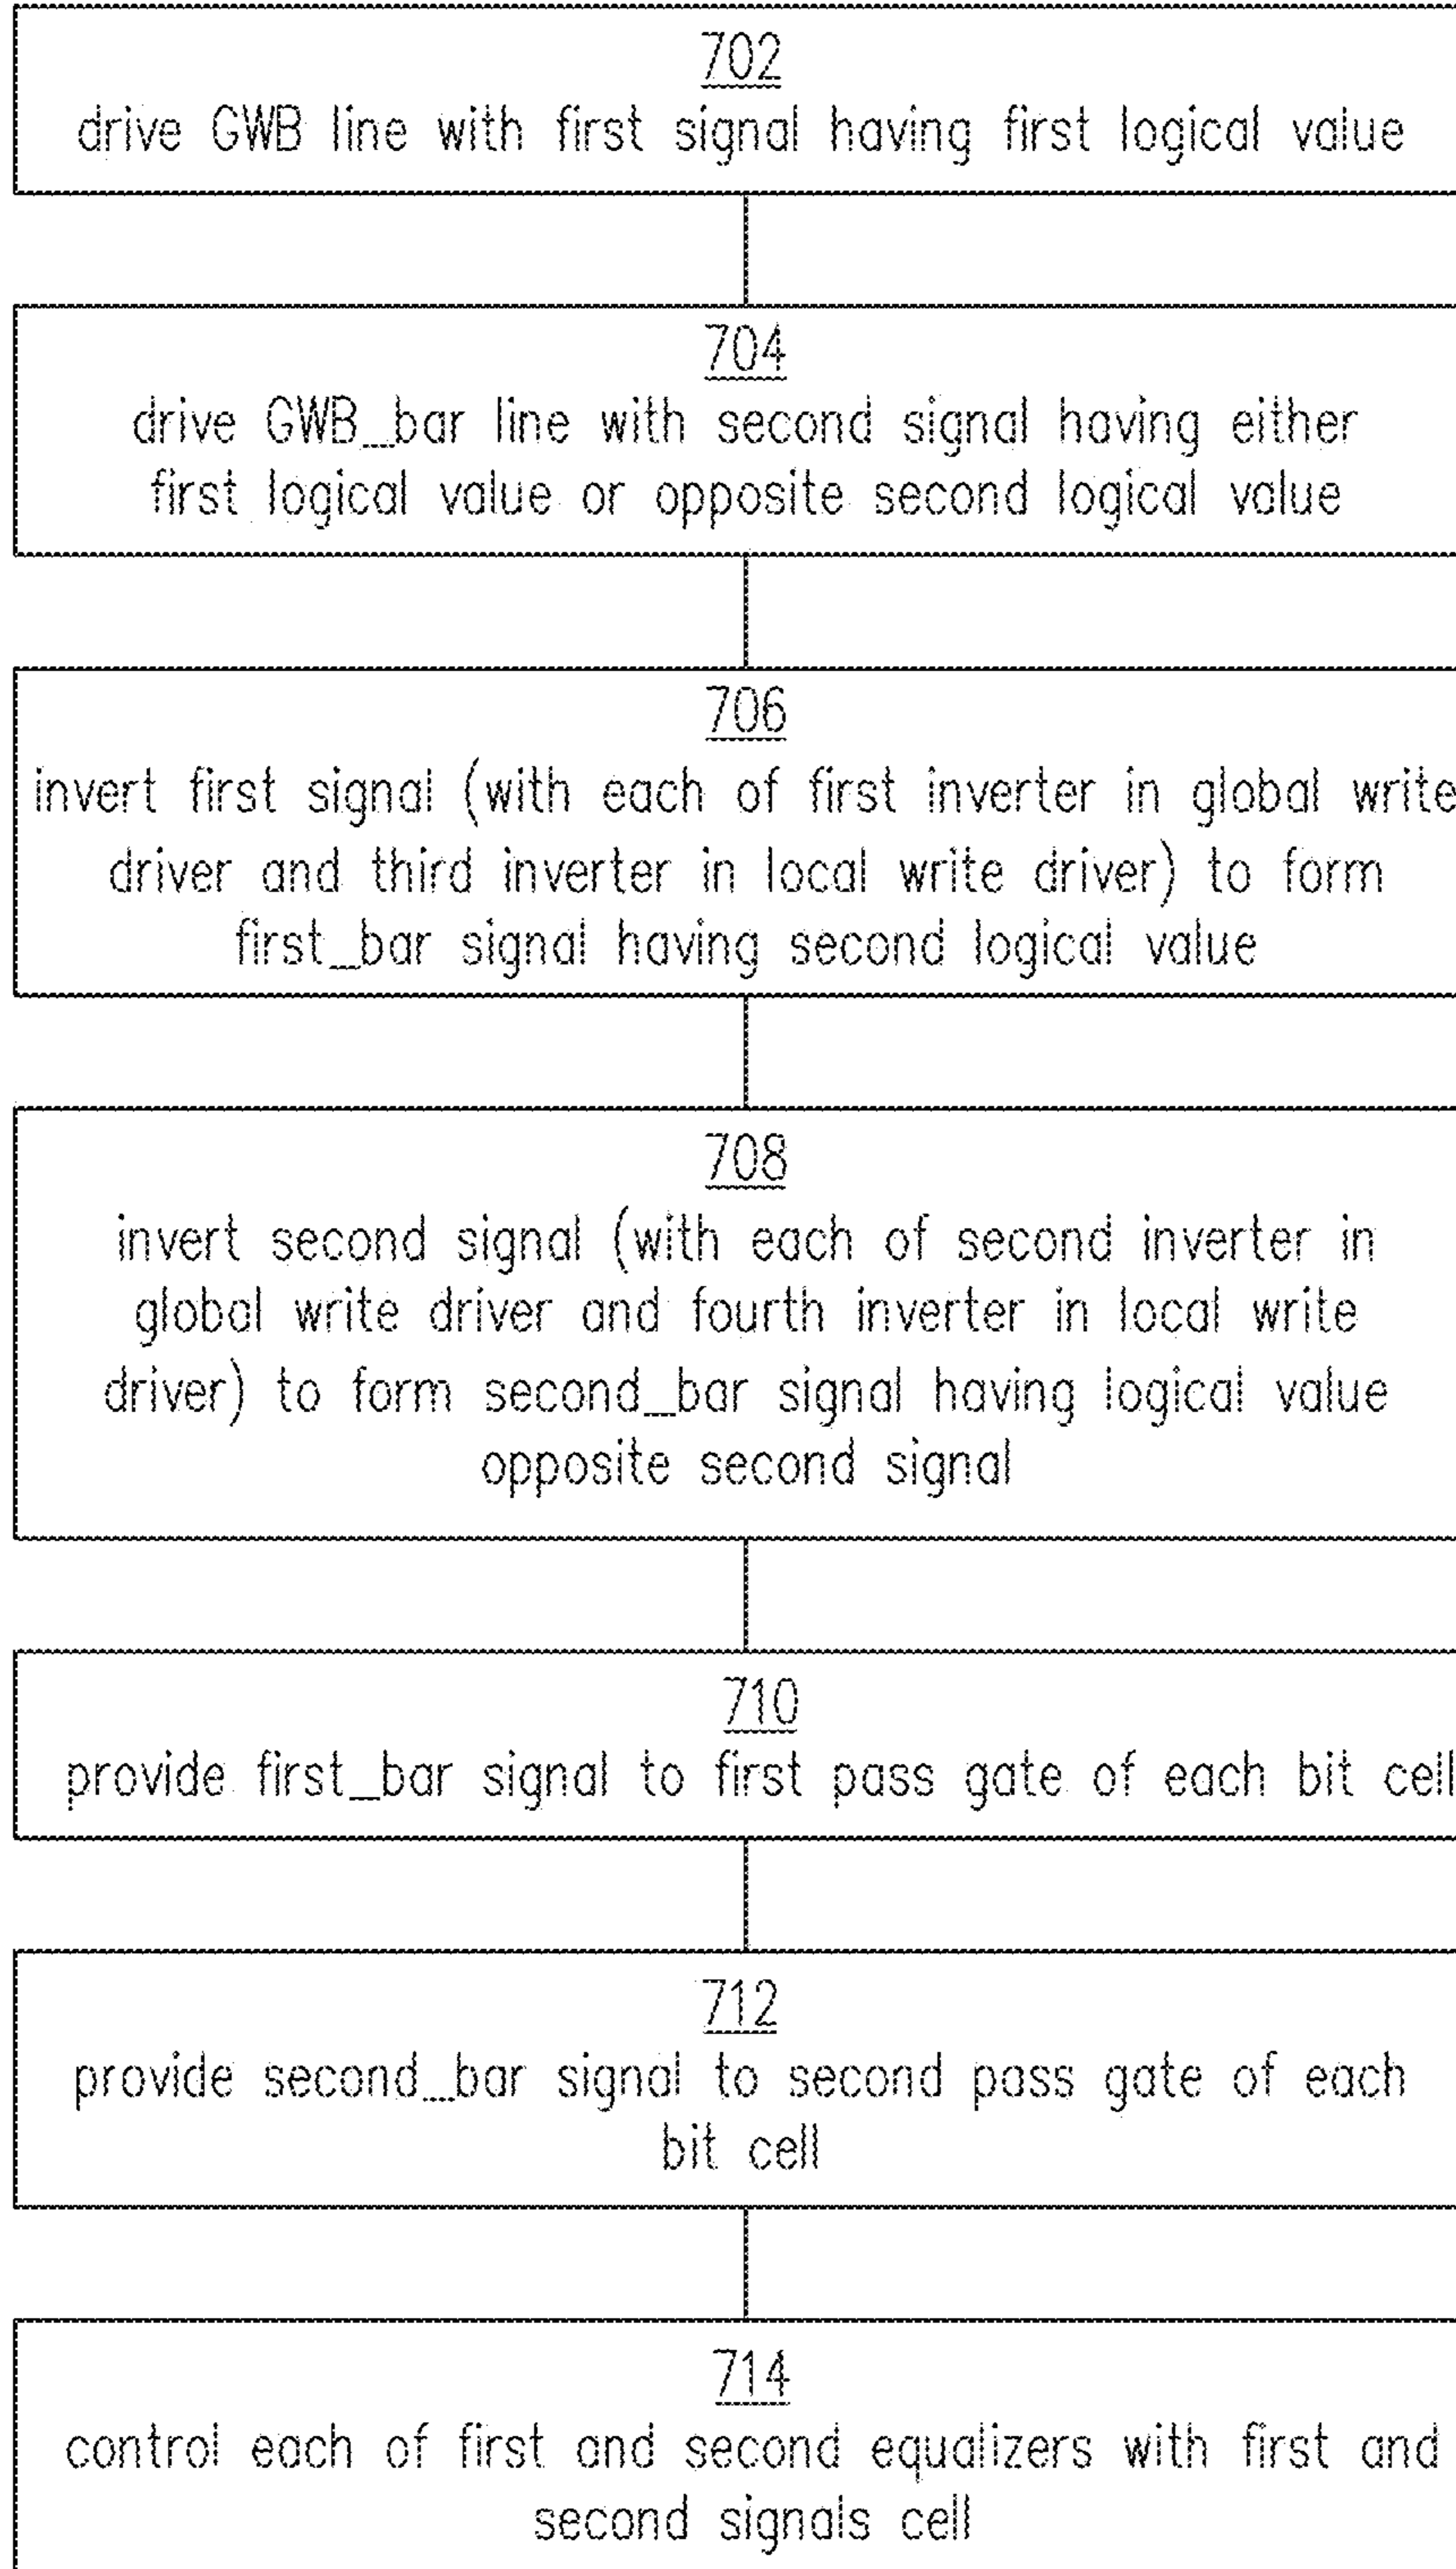 702
drive GWB line with first signal having first logical value
704
drive GWB_bar line with second signal having either
first logical value or opposite second logical value
706
invert first signal (with each of first inverter in global write
driver and third inverter in local write driver) to form
first_bar signal having second logical value
708
invert second signal (with each of second inverter in
global write driver and fourth inverter in local write
driver) to form second_bar signal having logical value
opposite second signal
710
provide first_bar signal to first pass gate of each bit cell
712
provide second_bar signal to second pass gate of each
bit cell
714
control each of first and second equalizers with first and
second signals cell